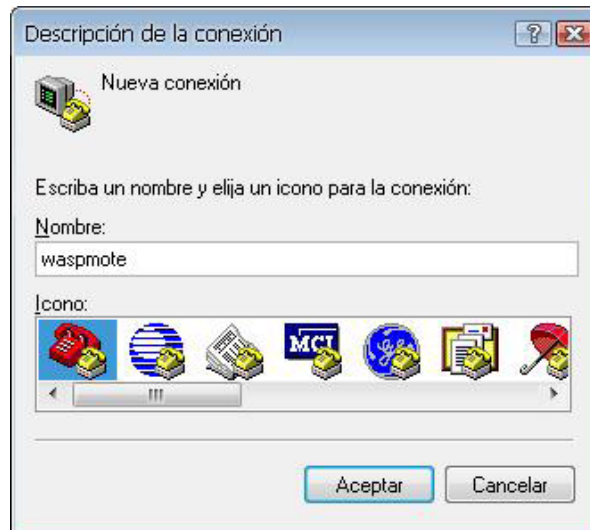 Descripción de la conexión
Nueva conexión
Escriba un nombre y elija un icono para la conexión:
Nombre:
waspmote
Icono:
MCI
Aceptar
Cancelar